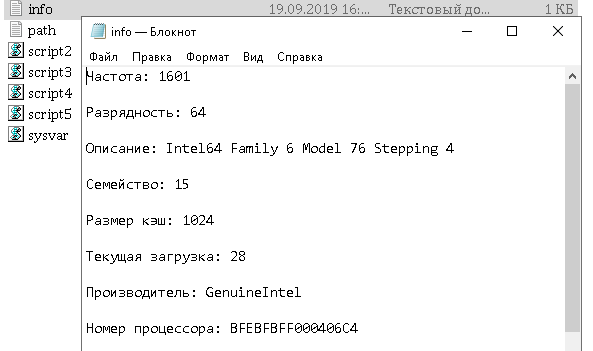 info 19.09.2019 16:... Текстовый до... 1 КБ
path
script2
script3
script4
script5
sysvar
info — Блокнот
Файл Правка Формат Вид Справка
Частота: 1601
Разрядность: 64
Описание: Intel64 Family 6 Model 76 Stepping 4
Семейство: 15
Размер кэш: 1024
Текущая загрузка: 28
Производитель: GenuineIntel
Номер процессора: BFEBFBFF000406C4